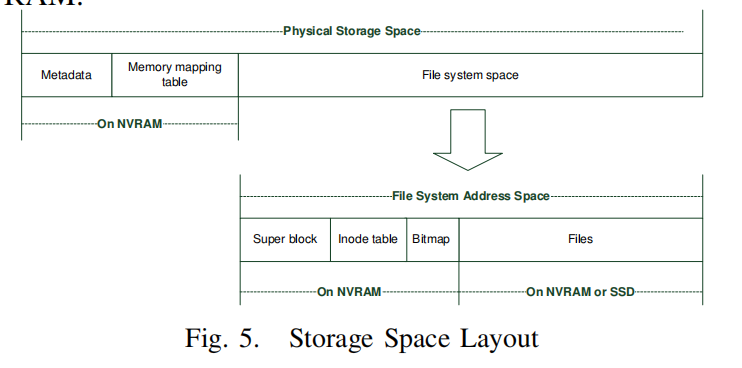 RAM.
Physical Storage Space
Metadata
Memory mapping
table
File system space
On NVRAM
File System Address Space
Super block
Inode table
Bitmap
Files
On NVRAM
On NVRAM or SSD
Fig. 5. Storage Space Layout